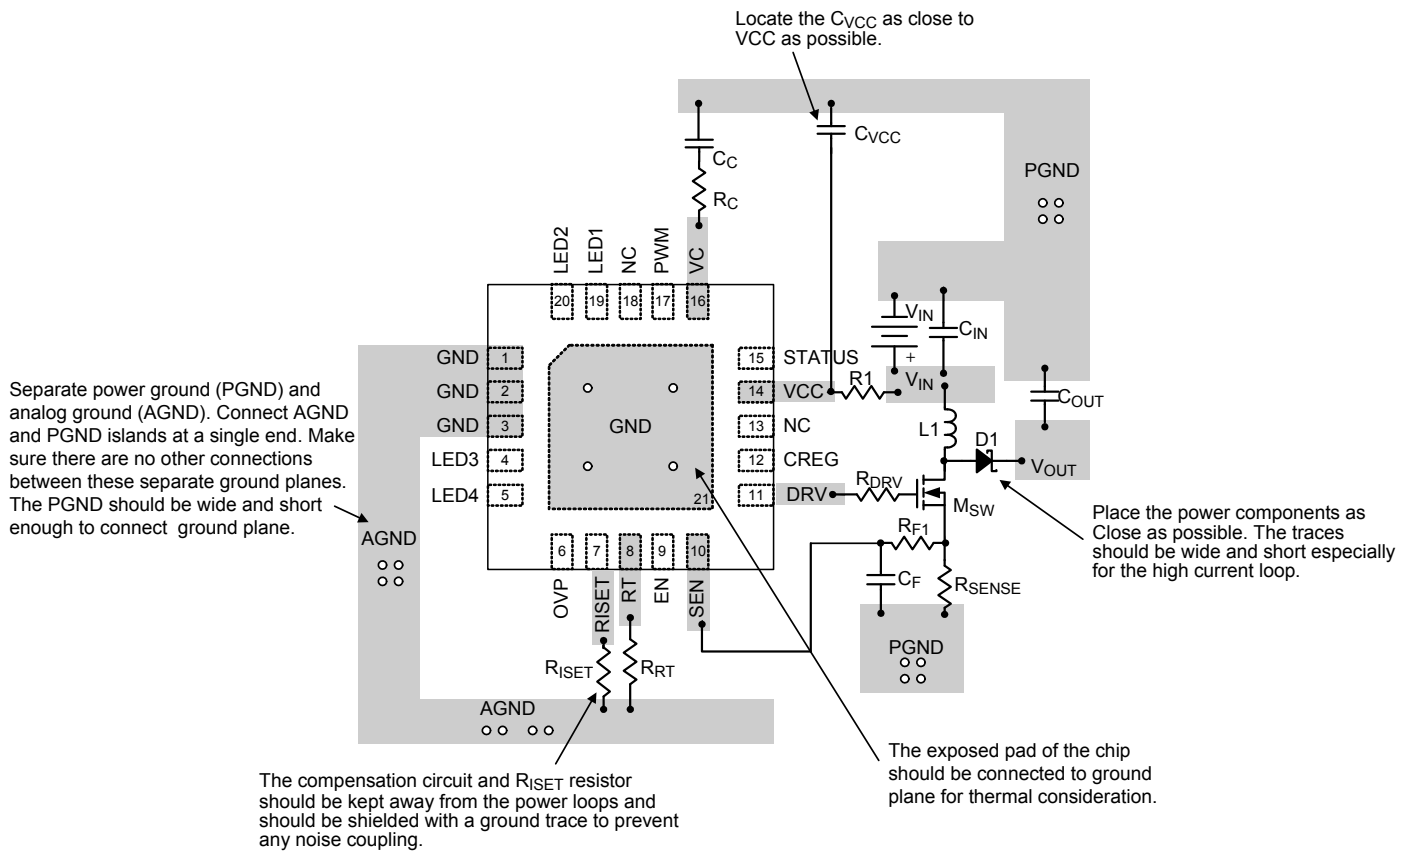 Locate the CVCC as close to
VCC as possible.
CVCC
CC
RC
PGND
LED2
LED1
NC
PWM
VC
20
19
18
17
16
VIN
CIN
+
VIN
GND 1
GND 2
GND 3
LED3 4
LED4 5
15 STATUS
14 VCC
R1
13 NC
12 CREG
11 DRV
GND
21
COUT
L1
D1
VOUT
RDRV
MSW
RF1
CF
RSENSE
PGND
6
7
8
9
10
OVP
RISET
RT
EN
SEN
RISET
RRT
AGND
AGND
Separate power ground (PGND) and
analog ground (AGND). Connect AGND
and PGND islands at a single end. Make
sure there are no other connections
between these separate ground planes.
The PGND should be wide and short
enough to connect ground plane.
Place the power components as
Close as possible. The traces
should be wide and short especially
for the high current loop.
The exposed pad of the chip
should be connected to ground
plane for thermal consideration.
The compensation circuit and RISET resistor
should be kept away from the power loops and
should be shielded with a ground trace to prevent
any noise coupling.